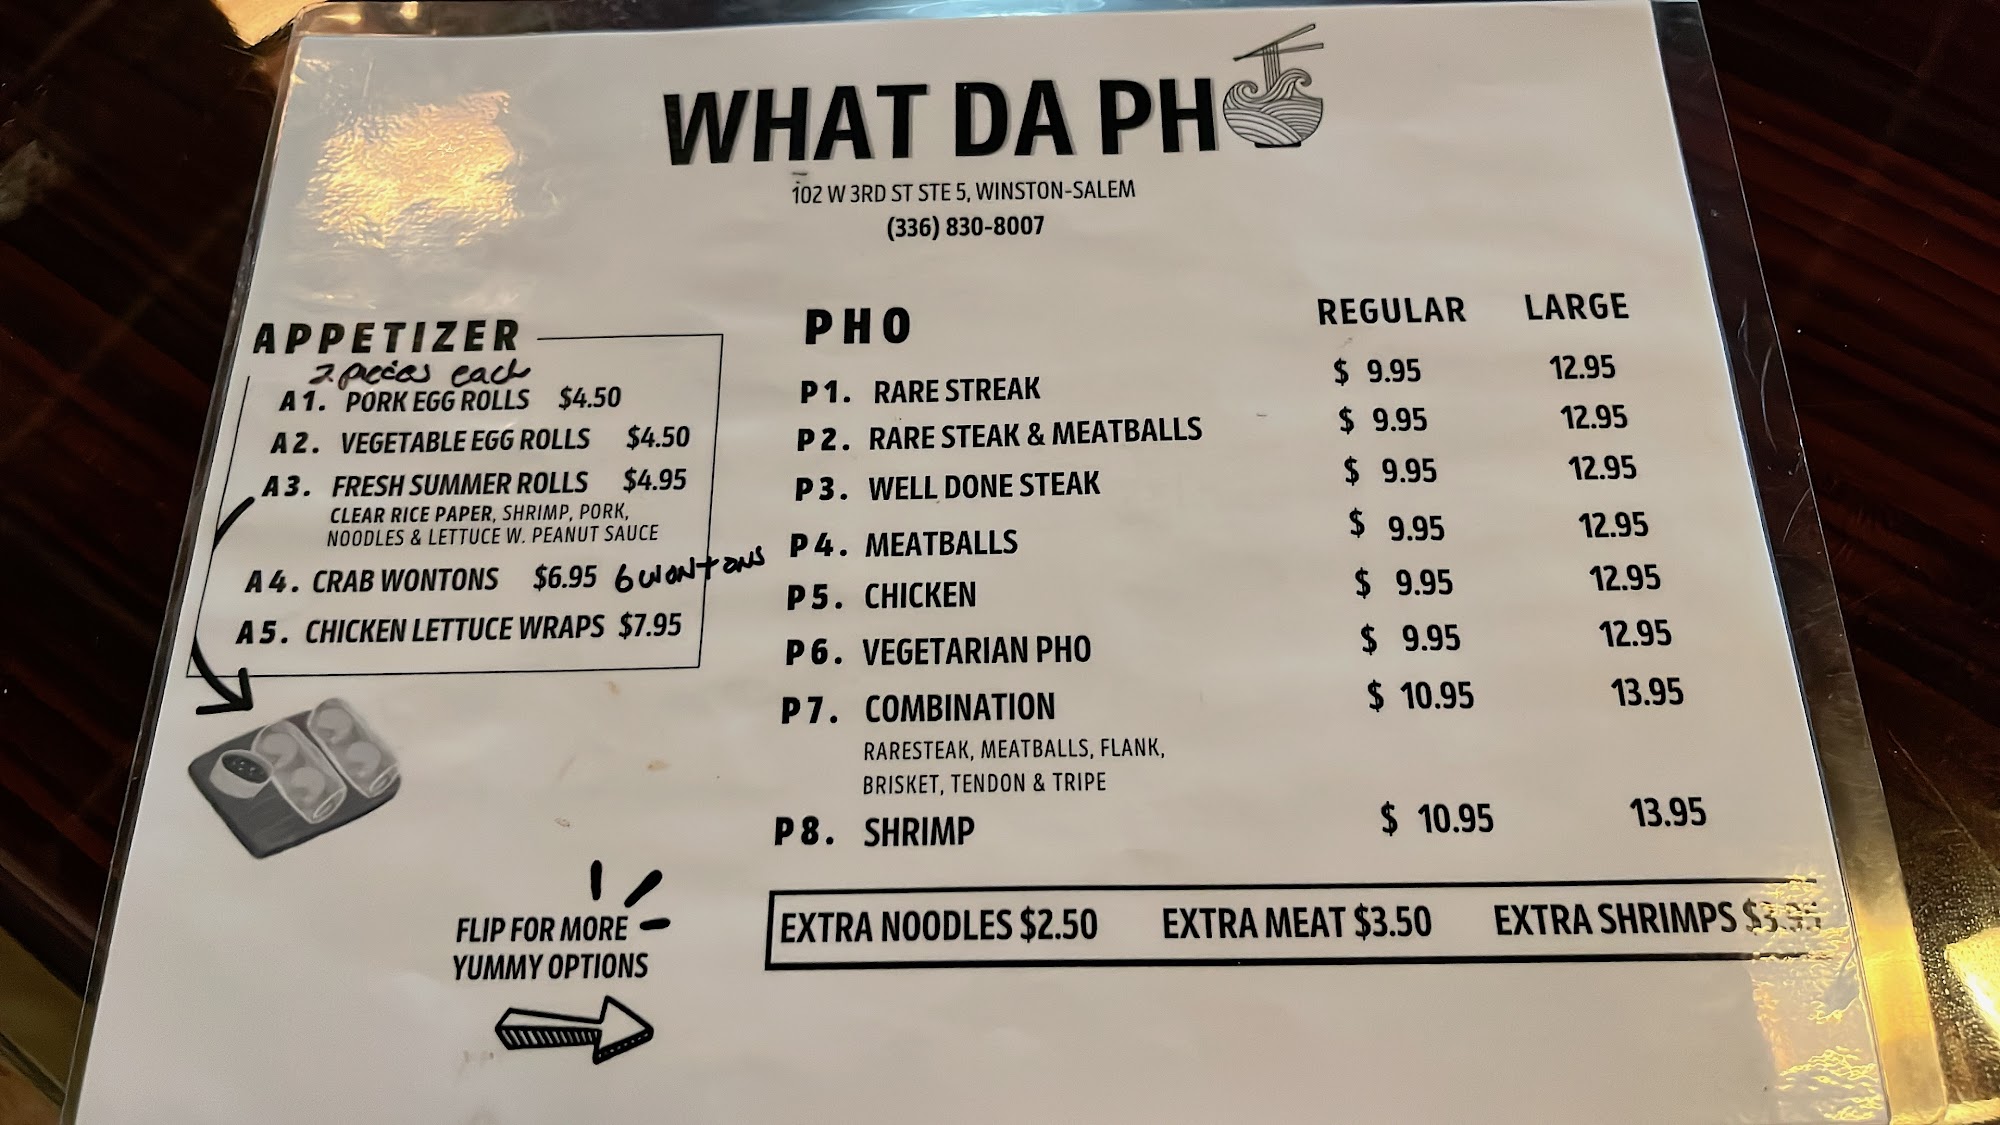 WHAT DA PHO
102 W 3RD ST STE 5, WINSTON-SALEM
(336) 830-8007
APPETIZER
2 pieces each
A1. PORK EGG ROLLS $4.50
A2. VEGETABLE EGG ROLLS $4.50
A3. FRESH SUMMER ROLLS $4.95
CLEAR RICE PAPER, SHRIMP, PORK,
NOODLES & LETTUCE W. PEANUT SAUCE
A4. CRAB WONTONS $6.95 6 wontons
A5. CHICKEN LETTUCE WRAPS $7.95
FLIP FOR MORE
YUMMY OPTIONS
PHO REGULAR LARGE
P1. RARE STREAK $ 9.95 12.95
P2. RARE STEAK & MEATBALLS $ 9.95 12.95
P3. WELL DONE STEAK $ 9.95 12.95
P4. MEATBALLS $ 9.95 12.95
P5. CHICKEN $ 9.95 12.95
P6. VEGETARIAN PHO $ 9.95 12.95
P7. COMBINATION $ 10.95 13.95
RARESTEAK, MEATBALLS, FLANK,
BRISKET, TENDON & TRIPE
P8. SHRIMP $ 10.95 13.95
EXTRA NOODLES $2.50 EXTRA MEAT $3.50 EXTRA SHRIMPS